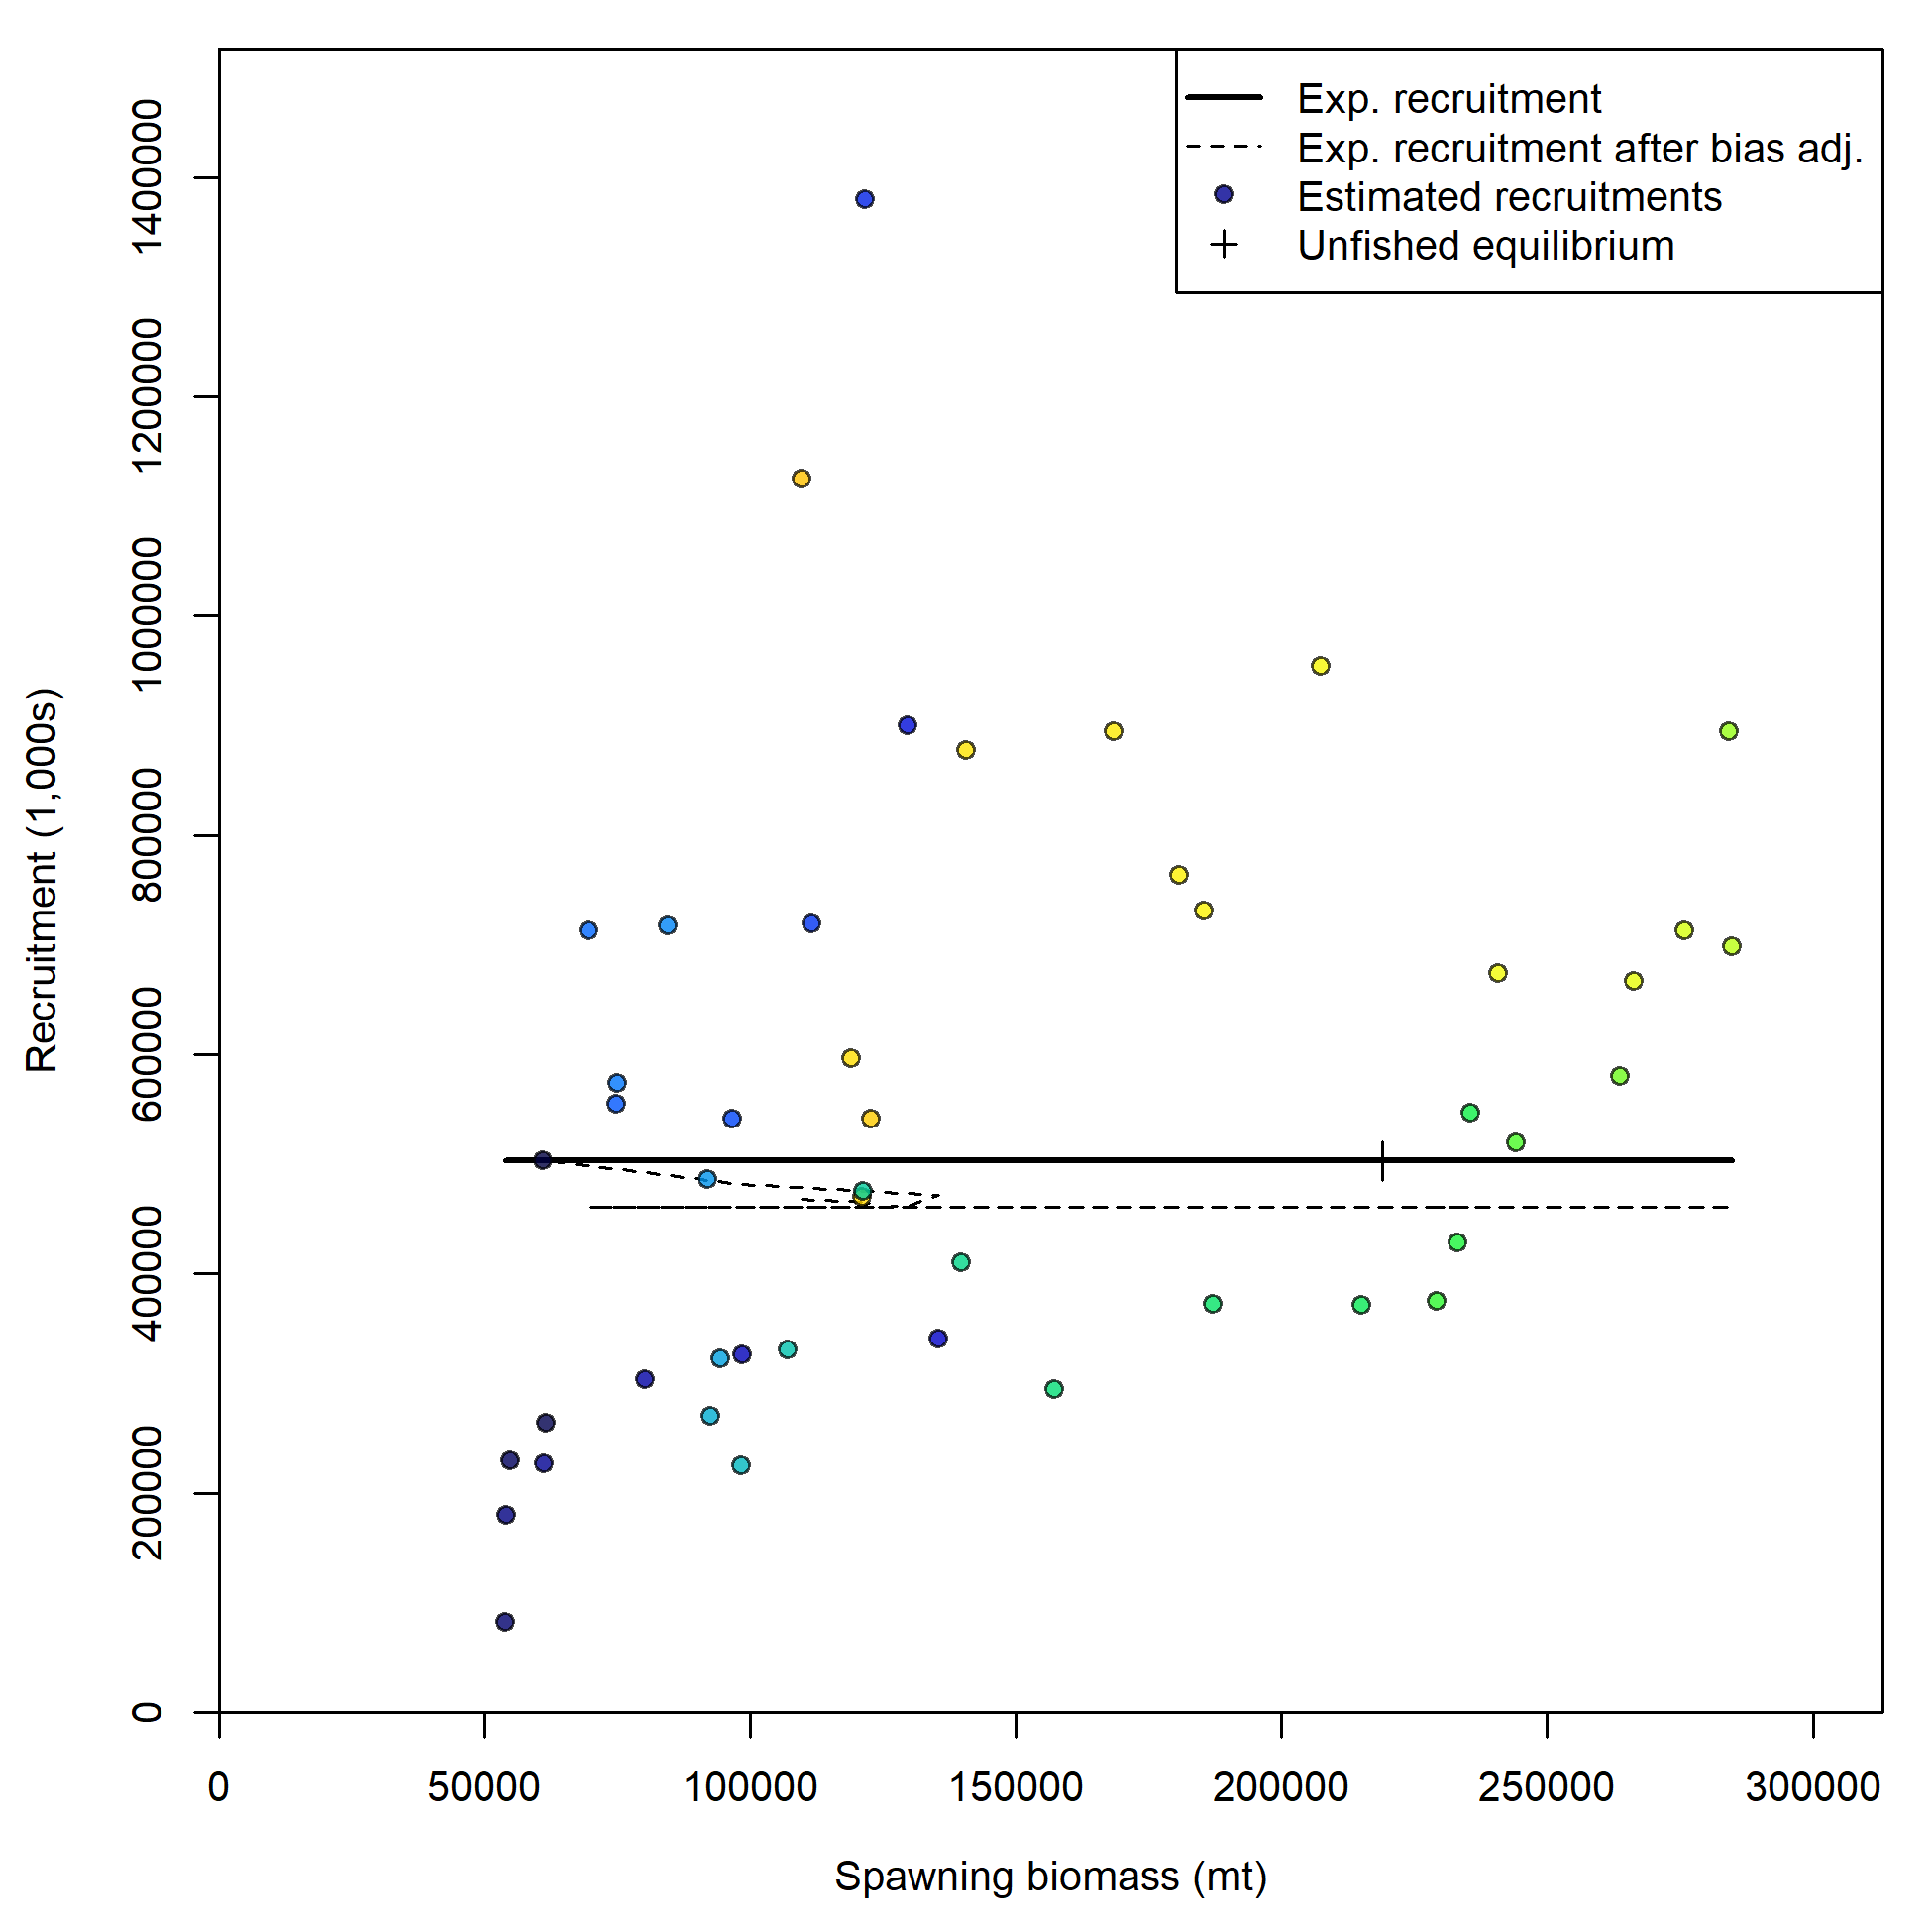 Exp. recruitment
Exp. recruitment after bias adj.
Estimated recruitments
Unfished equilibrium
Recruitment (1,000s)
1400000
1200000
1000000
800000
600000
400000
200000
0
0 50000 100000 150000 200000 250000 300000
Spawning biomass (mt)